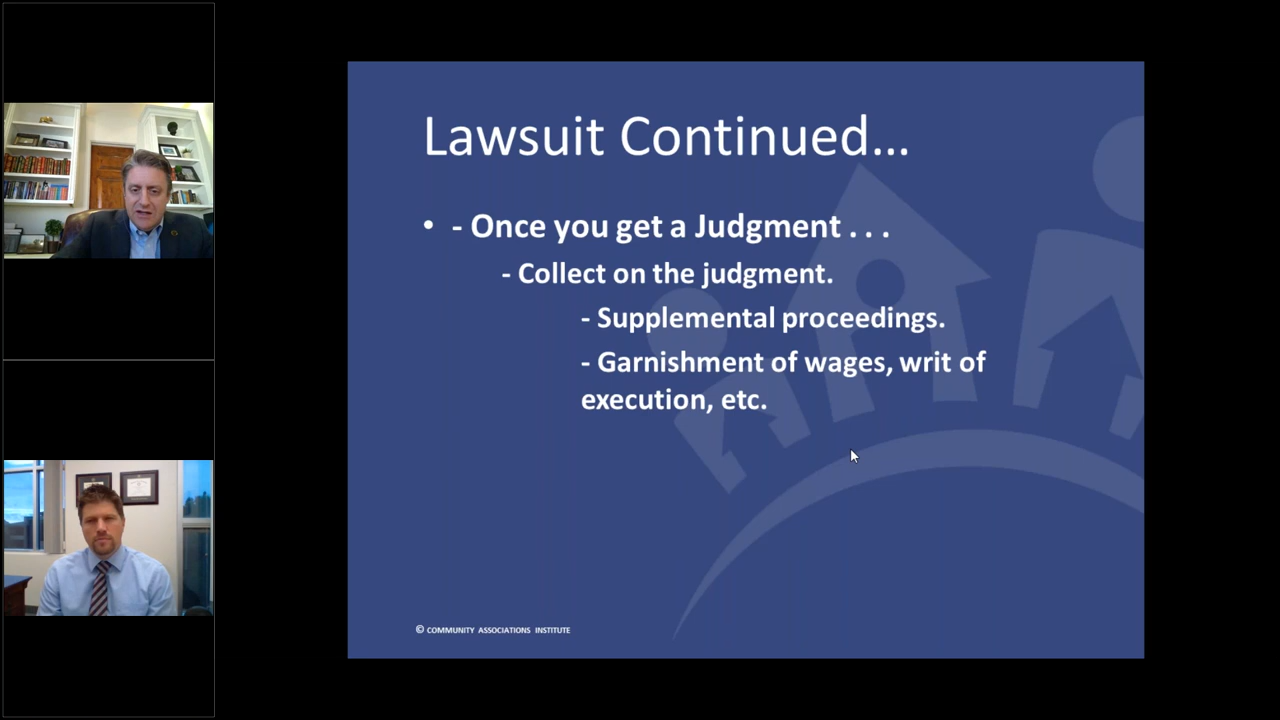 Lawsuit Continued...
• - Once you get a Judgment . . .
- Collect on the judgment.
- Supplemental proceedings.
- Garnishment of wages, writ of
execution, etc.
© COMMUNITY ASSOCIATIONS INSTITUTE